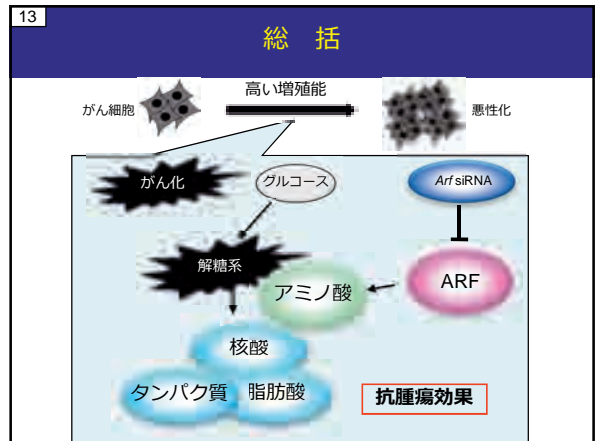 13
総 括
高い増殖能
がん細胞
悪性化
がん化
グルコース
Arf siRNA
解糖系
アミノ酸
ARF
核酸
タンパク質
脂肪酸
抗腫瘍効果